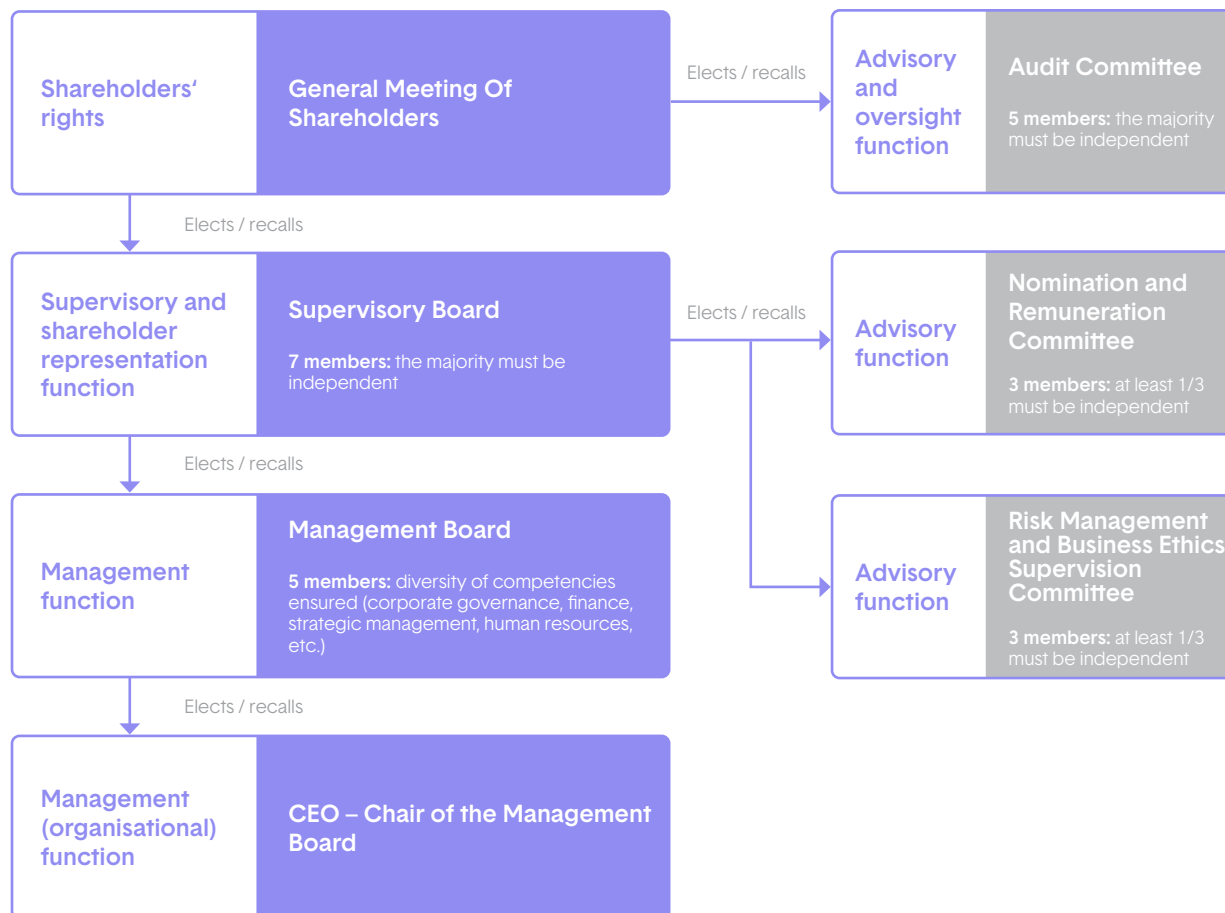 Shareholders‘
rights
General Meeting Of
Shareholders
Elects / recalls
Advisory
and
oversight
function
Audit Committee
5 members: the majority
must be independent
Elects / recalls
Supervisory and
shareholder
representation
function
Supervisory Board
7 members: the majority must be
independent
Elects / recalls
Advisory
function
Nomination and
Remuneration
Committee
3 members: at least 1/3
must be independent
Elects / recalls
Management
function
Management Board
5 members: diversity of competencies
ensured (corporate governance, finance,
strategic management, human resources,
etc.)
Advisory
function
Risk Management
and Business Ethics
Supervision
Committee
3 members: at least 1/3
must be independent
Elects / recalls
Management
(organisational)
function
CEO – Chair of the Management
Board